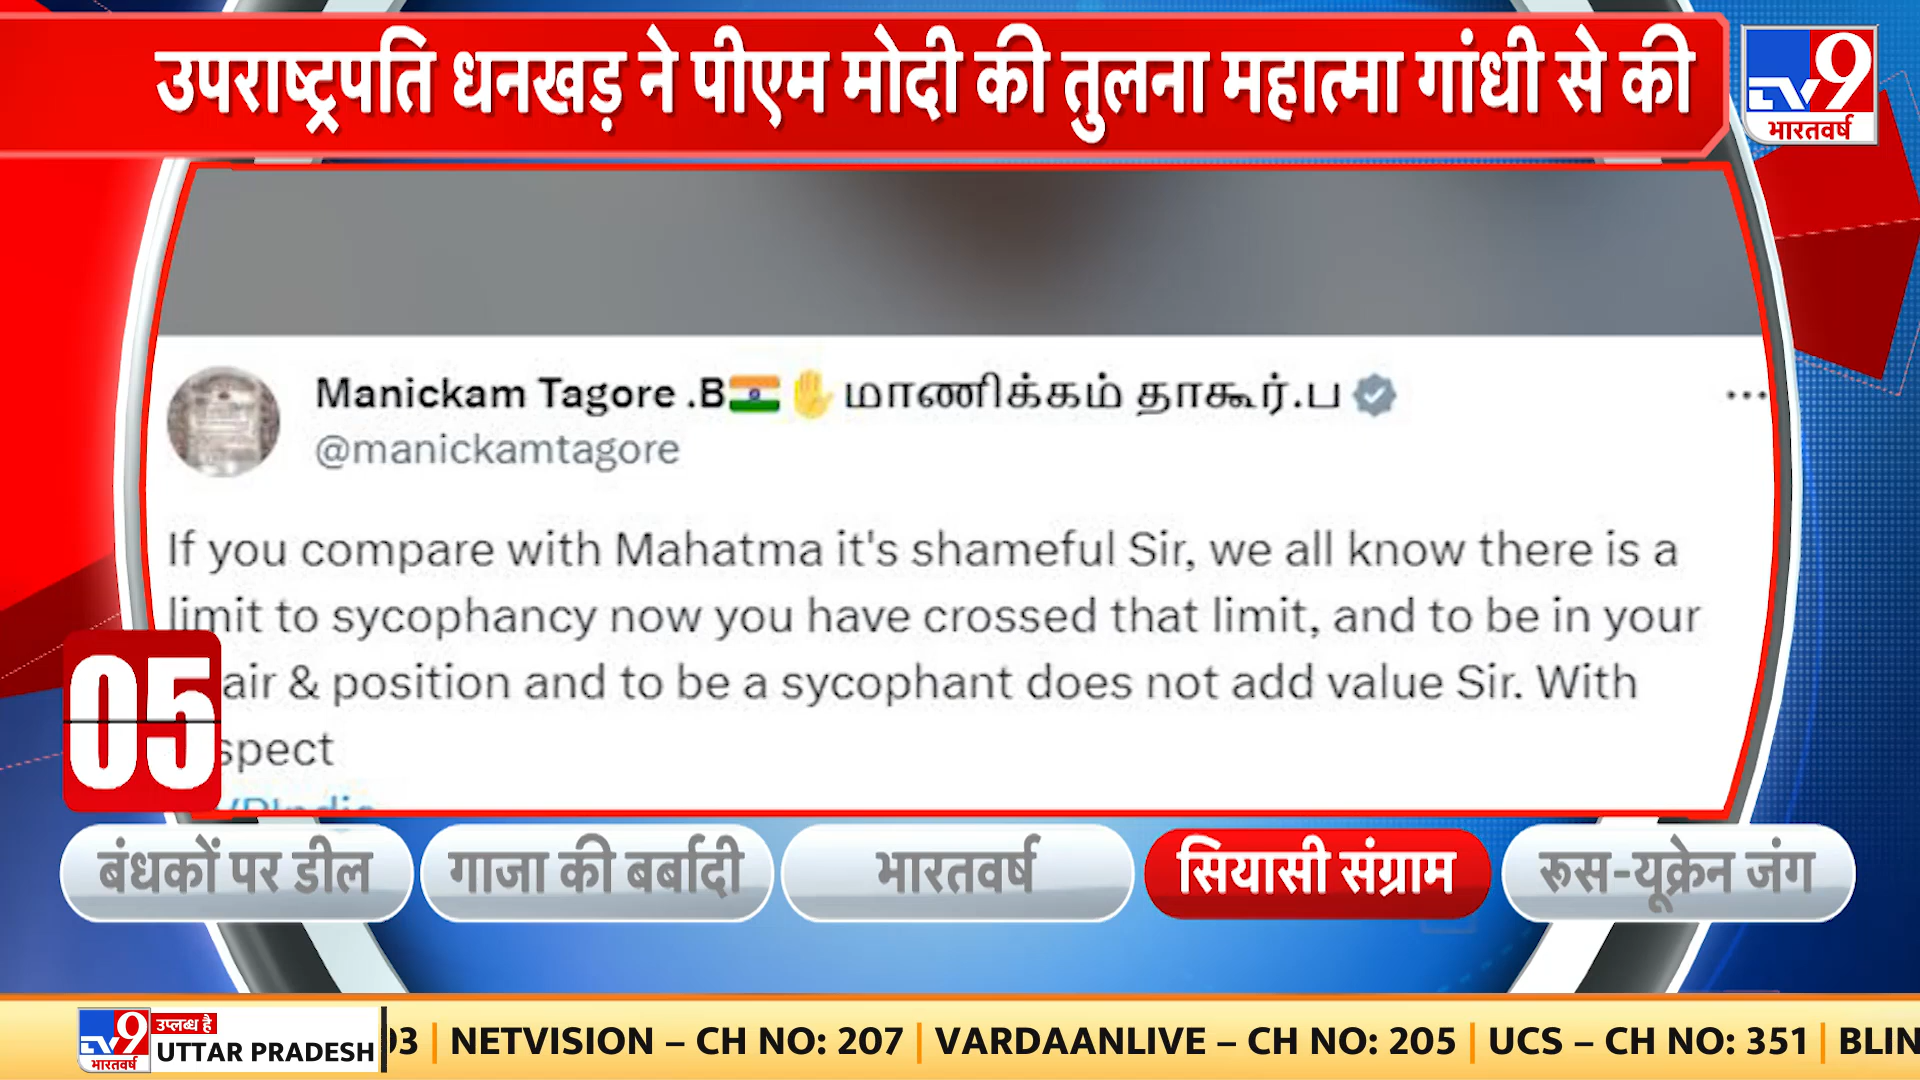 उपराष्ट्रपति धनखड़ ने पीएम मोदी की तुलना महात्मा गांधी से की
TV9
भारतवर्ष
Manickam Tagore .B🇮🇳✋மாணிக்கம் தாகூர்.ப
@manickamtagore
If you compare with Mahatma it's shameful Sir, we all know there is a
limit to sycophancy now you have crossed that limit, and to be in your
air & position and to be a sycophant does not add value Sir. With
spect
05
बंधकों पर डील
गाजा की बर्बादी
भारतवर्ष
सियासी संग्राम
रूस-यूक्रेन जंग
TV9
भारतवर्ष
उपलब्ध है
UTTAR PRADESH
03 | NETVISION – CH NO: 207 | VARDAANLIVE – CH NO: 205 | UCS – CH NO: 351 | BLIN